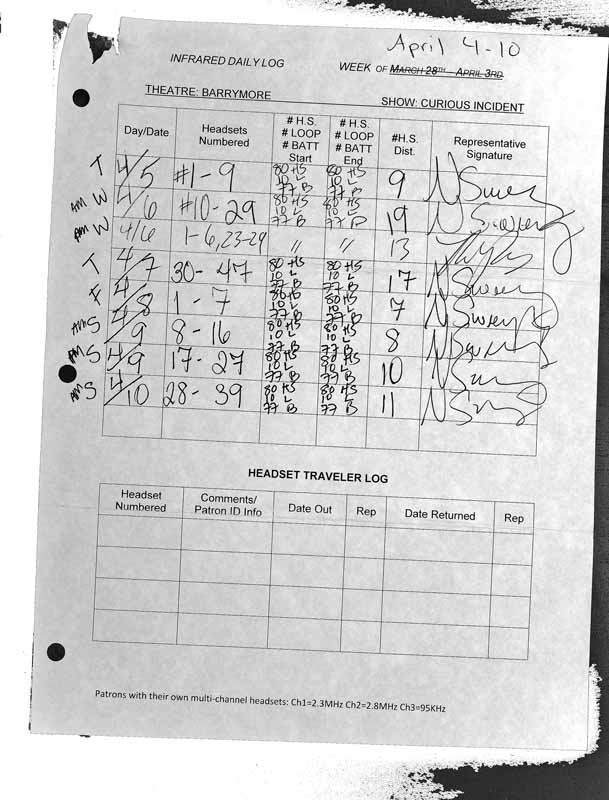 April 4-10
INFRARED DAILY LOG WEEK OF MARCH 28TH - APRIL 3RD
THEATRE: BARRYMORE SHOW: CURIOUS INCIDENT
Day/Date Headsets Numbered # H.S. # LOOP # BATT Start # H.S. # LOOP # BATT End #H.S. Dist. Representative Signature
T 4/5 #1-9 80 HS 10 L 77 B 80 HS 10 L 77 B 9
AM W 4/6 #10-29 80 HS 10 L 77 B 80 HS 10 L 77 B 19
PM W 4/6 1-6, 23-29 " " 13
T 4/7 30-47 80 HS 10 L 77 B 80 HS 10 L 77 B 17
F 4/8 1-7 80 HS 10 L 77 B 80 HS 10 L 77 B 7
AM S 4/9 8-16 80 HS 10 L 77 B 80 HS 10 L 77 B 8
PM S 4/9 17-27 80 HS 10 L 77 B 80 HS 10 L 77 B 10
AM S 4/10 28-39 80 HS 10 L 77 B 80 HS 10 L 77 B 11
HEADSET TRAVELER LOG
Headset Numbered Comments/ Patron ID Info Date Out Rep Date Returned Rep
Patrons with their own multi-channel headsets: Ch1=2.3MHz Ch2=2.8MHz Ch3=95KHz